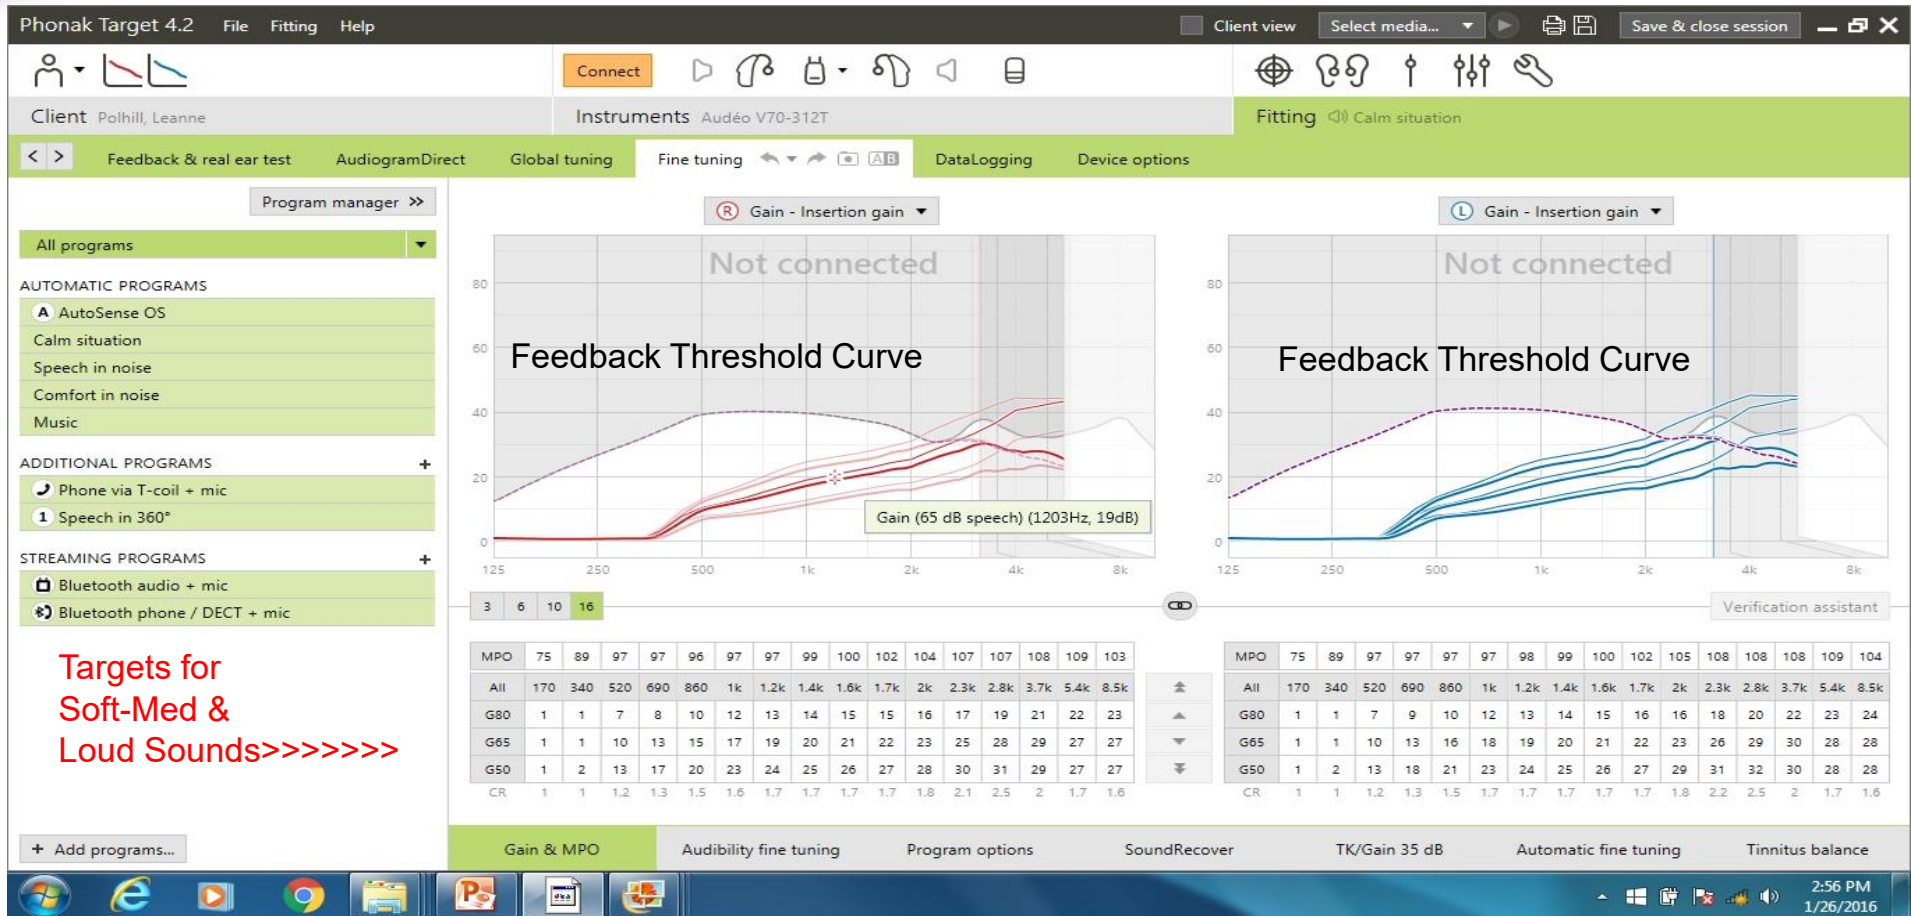 Phonak Target 4.2 File Fitting Help Client view Select media... Save & close session
Connect
Client Polhill, Leanne Instruments Audéo V70-312T Fitting Calm situation
< > Feedback & real ear test AudiogramDirect Global tuning Fine tuning AB DataLogging Device options
Program manager >>
R Gain - Insertion gain
L Gain - Insertion gain
All programs
AUTOMATIC PROGRAMS
A AutoSense OS
Calm situation
Speech in noise
Comfort in noise
Music
ADDITIONAL PROGRAMS +
Phone via T-coil + mic
1 Speech in 360°
STREAMING PROGRAMS +
Bluetooth audio + mic
Bluetooth phone / DECT + mic
Targets for
Soft-Med &
Loud Sounds>>>>>>>
+ Add programs...
Not connected
80
60
Feedback Threshold Curve
40
20
Gain (65 dB speech) (1203Hz, 19dB)
0
125 250 500 1k 2k 4k 8k
Not connected
80
60
Feedback Threshold Curve
40
20
0
125 250 500 1k 2k 4k 8k
3 6 10 16
Verification assistant
MPO 75 89 97 97 96 97 97 99 100 102 104 107 107 108 109 103
All 170 340 520 690 860 1k 1.2k 1.4k 1.6k 1.7k 2k 2.3k 2.8k 3.7k 5.4k 8.5k
G80 1 1 7 8 10 12 13 14 15 15 16 17 19 21 22 23
G65 1 1 10 13 15 17 19 20 21 22 23 25 28 29 27 27
G50 1 2 13 17 20 23 24 25 26 27 28 30 31 29 27 27
CR 1 1 1.2 1.3 1.5 1.6 1.7 1.7 1.7 1.7 1.8 2.1 2.5 2 1.7 1.6
MPO 75 89 97 97 97 97 98 99 100 102 105 108 108 108 109 104
All 170 340 520 690 860 1k 1.2k 1.4k 1.6k 1.7k 2k 2.3k 2.8k 3.7k 5.4k 8.5k
G80 1 1 7 9 10 12 13 14 15 16 16 18 20 22 23 24
G65 1 1 10 13 16 18 19 20 21 22 23 26 29 30 28 28
G50 1 2 13 18 21 23 24 25 26 27 29 31 32 30 28 28
CR 1 1 1.2 1.3 1.5 1.7 1.7 1.7 1.7 1.7 1.8 2.2 2.5 2 1.7 1.6
Gain & MPO Audibility fine tuning Program options SoundRecover TK/Gain 35 dB Automatic fine tuning Tinnitus balance
2:56 PM
1/26/2016